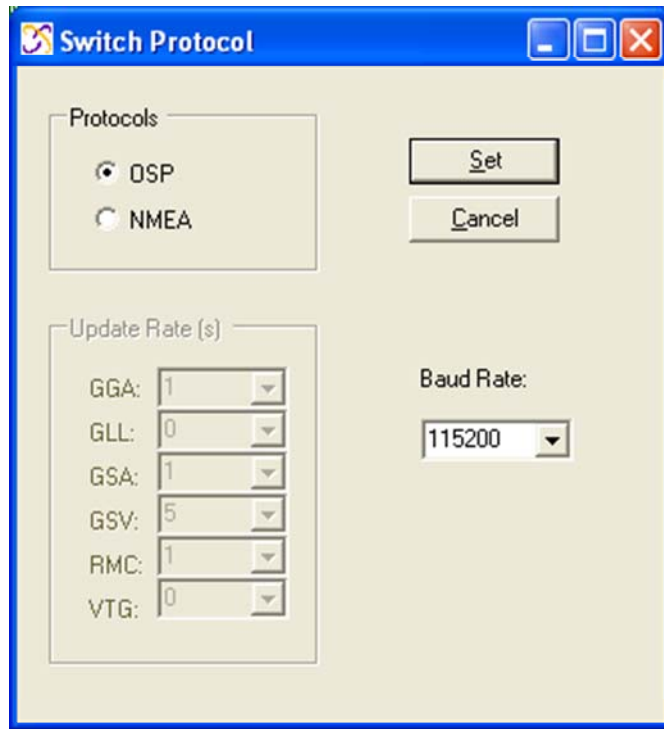 Switch Protocol
Protocols
OSP
NMEA
Set
Cancel
Update Rate (s)
GGA: 1
GLL: 0
GSA: 1
GSV: 5
RMC: 1
VTG: 0
Baud Rate:
115200